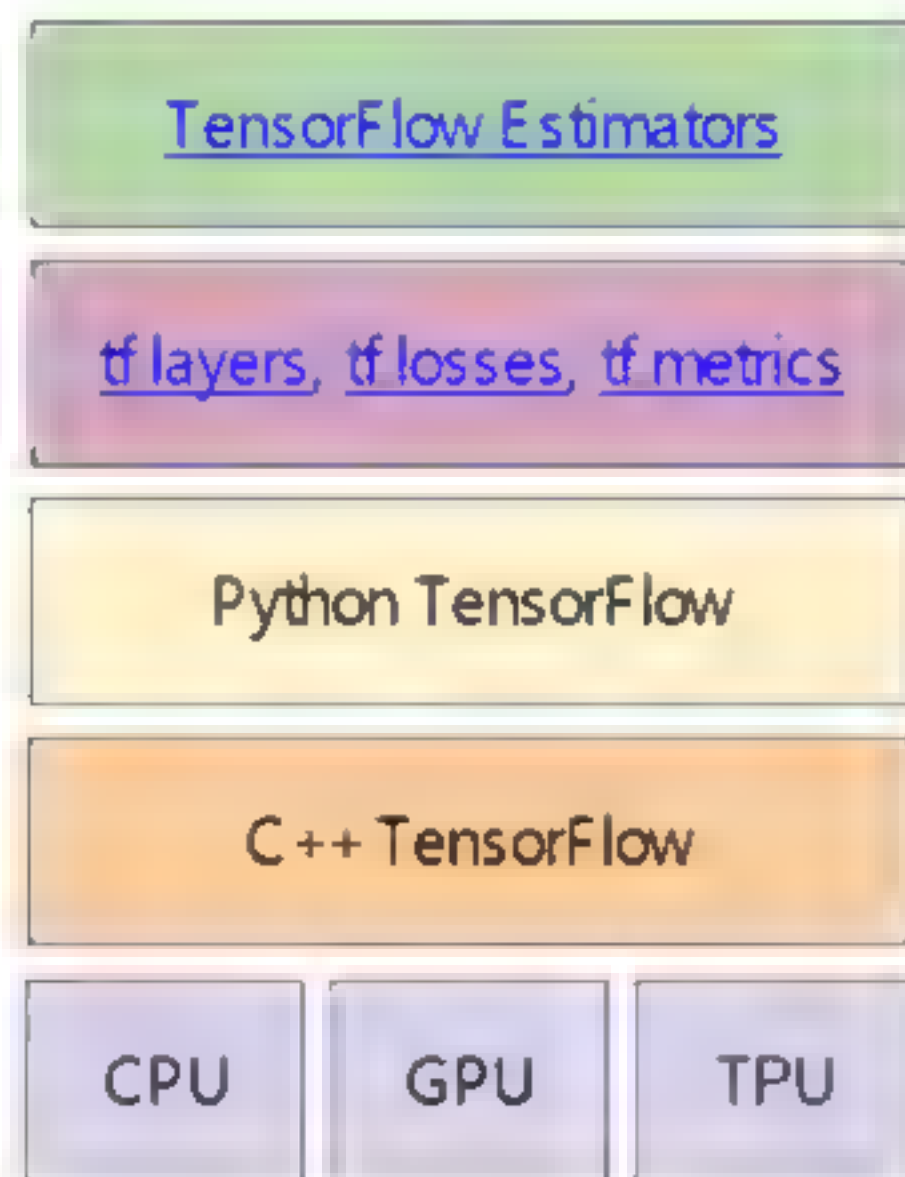 TensorFlow Estimators
tf layers, tf losses, tf metrics
Python TensorFlow
C++ TensorFlow
CPU GPU TPU